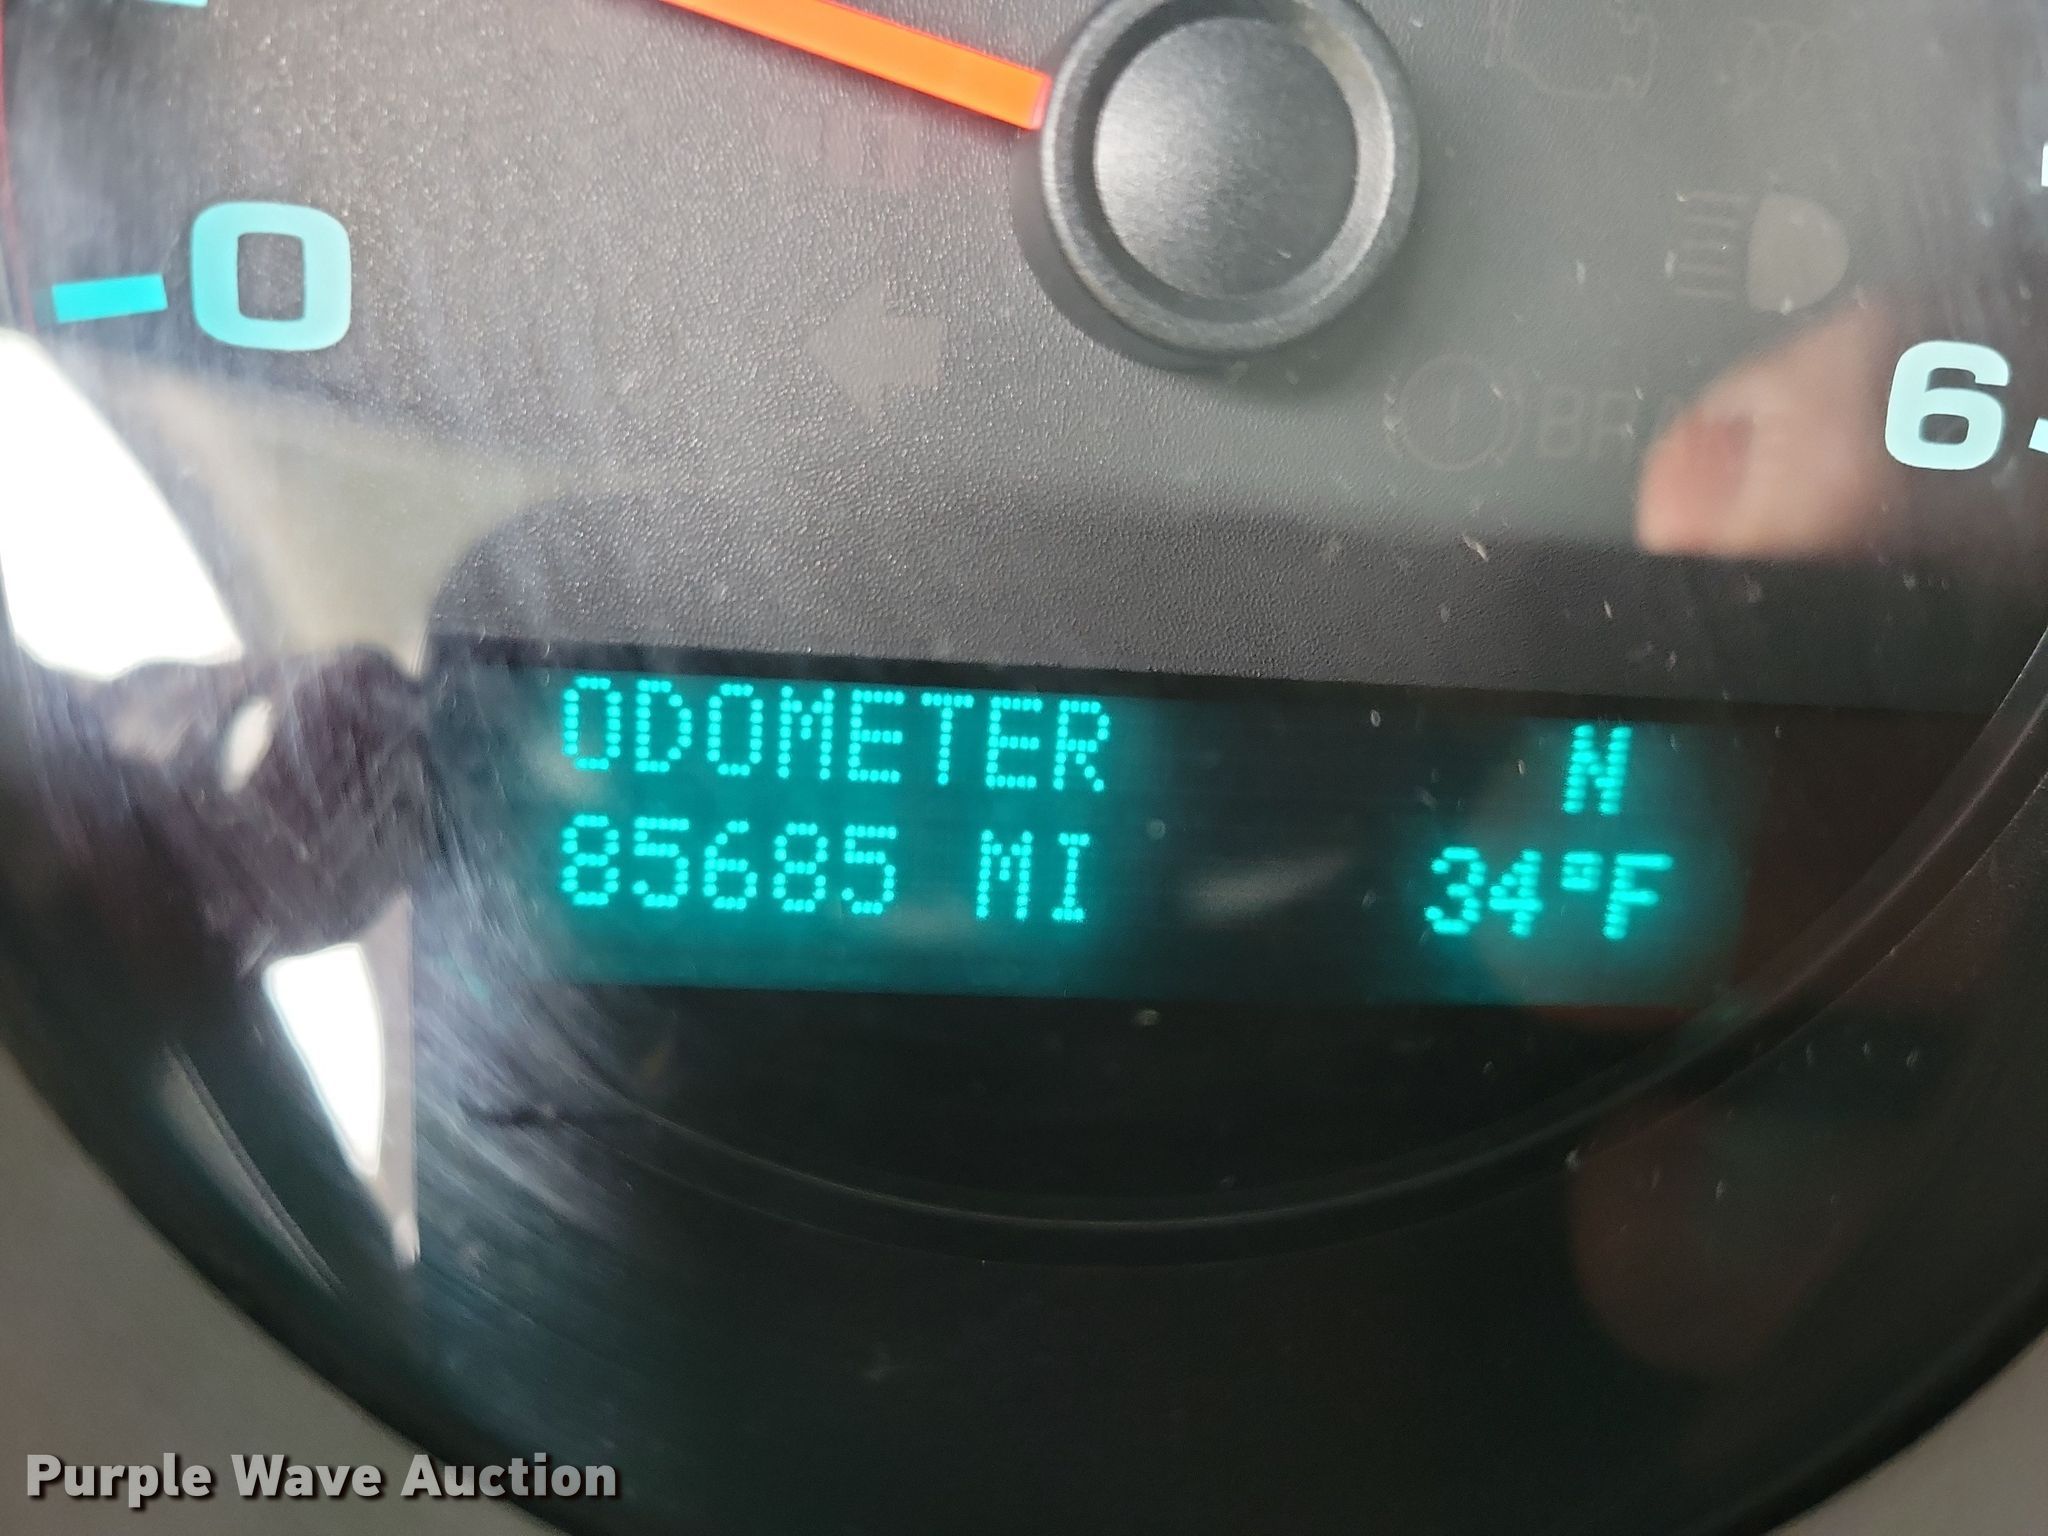 0
6
ODOMETER N
85685 MI 34°F
Purple Wave Auction